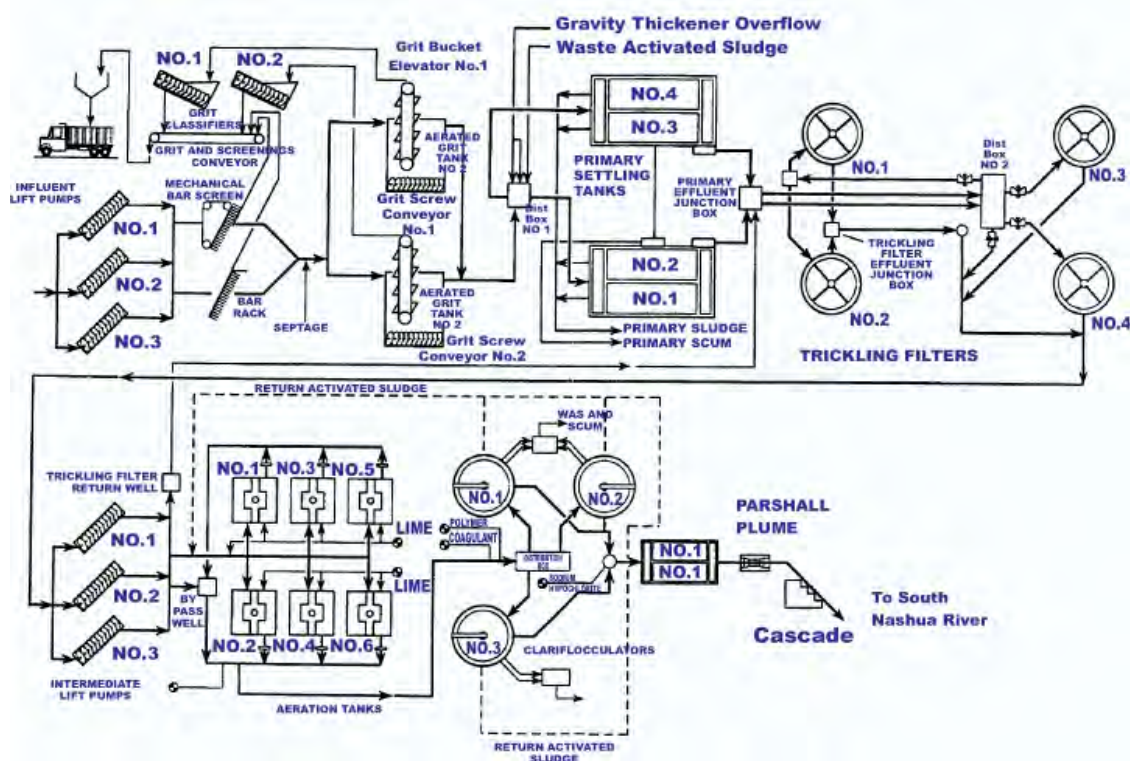 Gravity Thickener Overflow
Waste Activated Sludge
Grit Bucket
Elevator No.1
NO.1
NO.2
GRIT
CLASSIFIERS
GRIT AND SCREENINGS
CONVEYOR
AERATED
GRIT
TANK
NO 2
Grit Screw
Conveyor
No.1
MECHANICAL
BAR SCREEN
INFLUENT
LIFT PUMPS
NO.1
NO.2
NO.3
BAR
RACK
SEPTAGE
AERATED
GRIT
TANK
NO 2
Grit Screw
Conveyor No.2
Dist
Box
NO 1
NO.4
NO.3
PRIMARY
SETTLING
TANKS
NO.2
NO.1
PRIMARY SLUDGE
PRIMARY SCUM
PRIMARY
EFFLUENT
JUNCTION
BOX
NO.1
NO.2
TRICKLING
FILTER
EFFLUENT
JUNCTION
BOX
Dist
Box
NO 2
NO.3
NO.4
TRICKLING FILTERS
RETURN ACTIVATED SLUDGE
TRICKLING FILTER
RETURN WELL
NO.1
NO.2
NO.3
INTERMEDIATE
LIFT PUMPS
BY
PASS
WELL
NO.1
NO.3
NO.5
LIME
LIME
NO.2
NO.4
NO.6
AERATION TANKS
POLYMER
COAGULANT
WAS AND
SCUM
NO.1
NO.2
DISTRIBUTION
BOX
SODIUM
HYPOCHLORITE
NO.3
CLARIFLOCCULATORS
RETURN ACTIVATED
SLUDGE
NO.1
NO.1
PARSHALL
PLUME
Cascade
To South
Nashua River